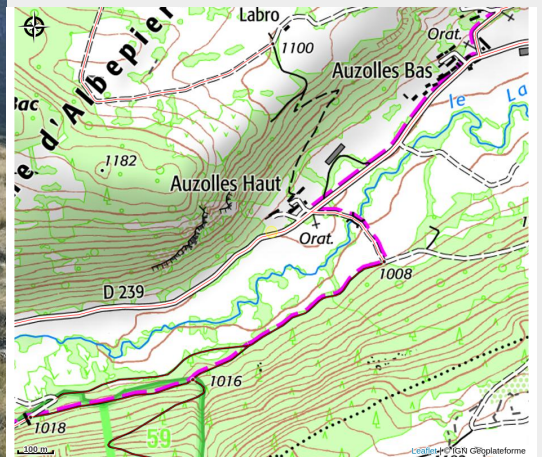 Labro
1100
Orat.
Auzolles Bas
le La
Bac
e d'Albepier
1182
Auzolles Haut
Orat.
1008
D 239
1016
1018
59
100 m
Leaflet | © IGN Geoplateforme